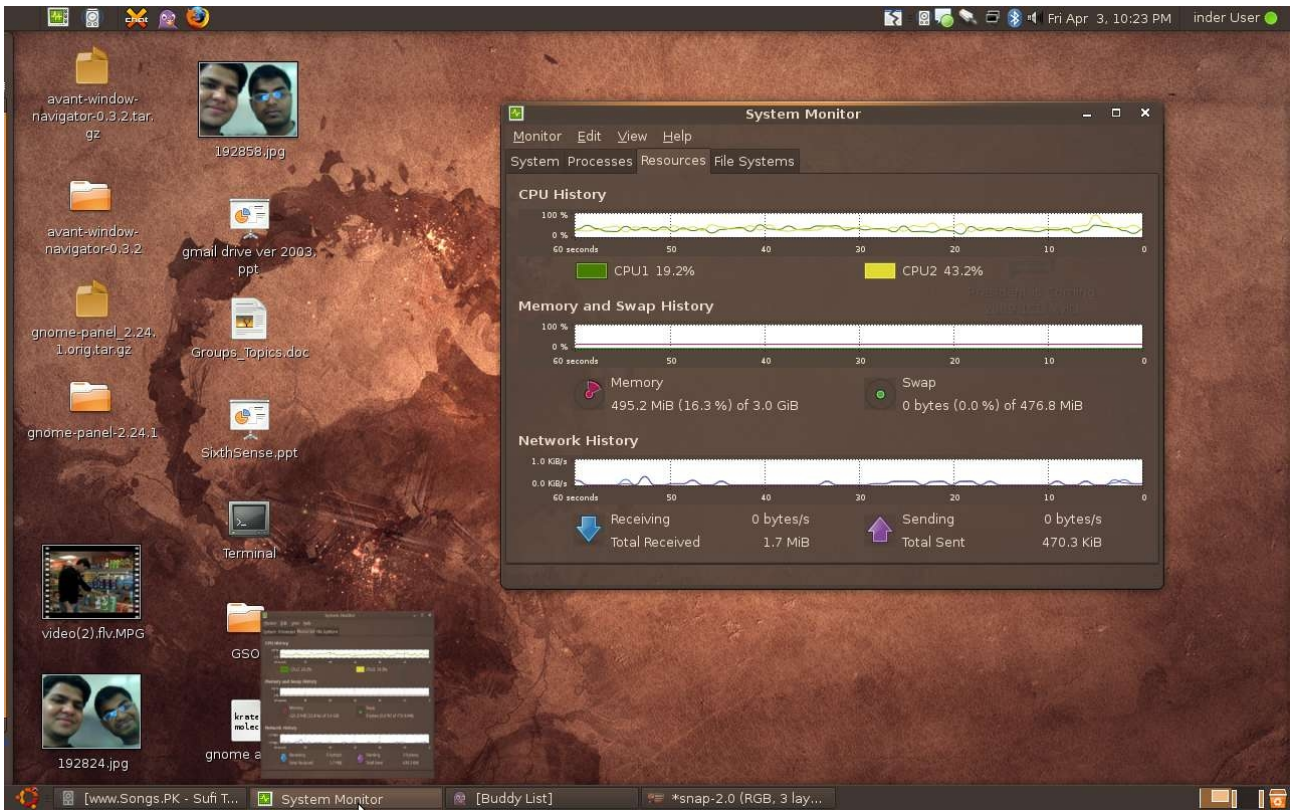 Fri Apr 3, 10:23 PM
inder User
avant-window-
navigator-0.3.2.tar.
gz
192858.jpg
avant-window-
navigator-0.3.2
gmail drive ver 2003.
ppt
gnome-panel_2.24.
1.orig.tar.gz
Groups_Topics.doc
gnome-panel-2.24.1
SixthSense.ppt
Terminal
video(2).flv.MPG
GSO
192824.jpg
gnome a
System Monitor
Monitor Edit View Help
System Processes Resources File Systems
CPU History
100 %
0 %
60 seconds 50 40 30 20 10 0
CPU1 19.2%
CPU2 43.2%
Memory and Swap History
100 %
0 %
60 seconds 50 40 30 20 10 0
Memory
495.2 MiB (16.3 %) of 3.0 GiB
Swap
0 bytes (0.0 %) of 476.8 MiB
Network History
1.0 KiB/s
0.0 KiB/s
60 seconds 50 40 30 20 10 0
Receiving 0 bytes/s
Total Received 1.7 MiB
Sending 0 bytes/s
Total Sent 470.3 KiB
[www.Songs.PK - Sufi T...
System Monitor
[Buddy List]
*snap-2.0 (RGB, 3 lay...